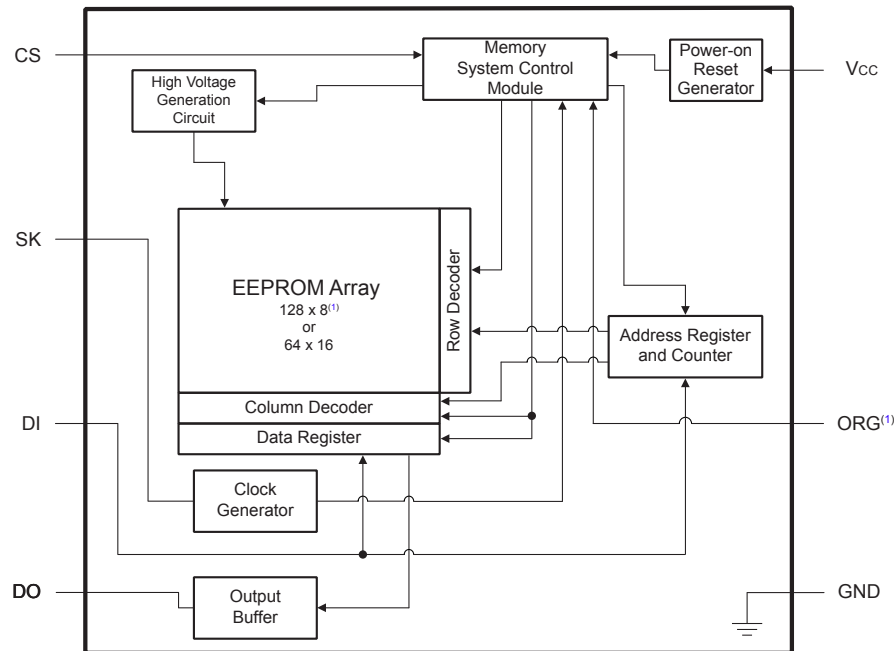 CS
Memory
System Control
Module
Power-on
Reset
Generator
VCC
High Voltage
Generation
Circuit
SK
EEPROM Array
128 x 8(1)
or
64 x 16
Row Decoder
Address Register
and Counter
Column Decoder
DI
Data Register
ORG(1)
Clock
Generator
DO
Output
Buffer
GND